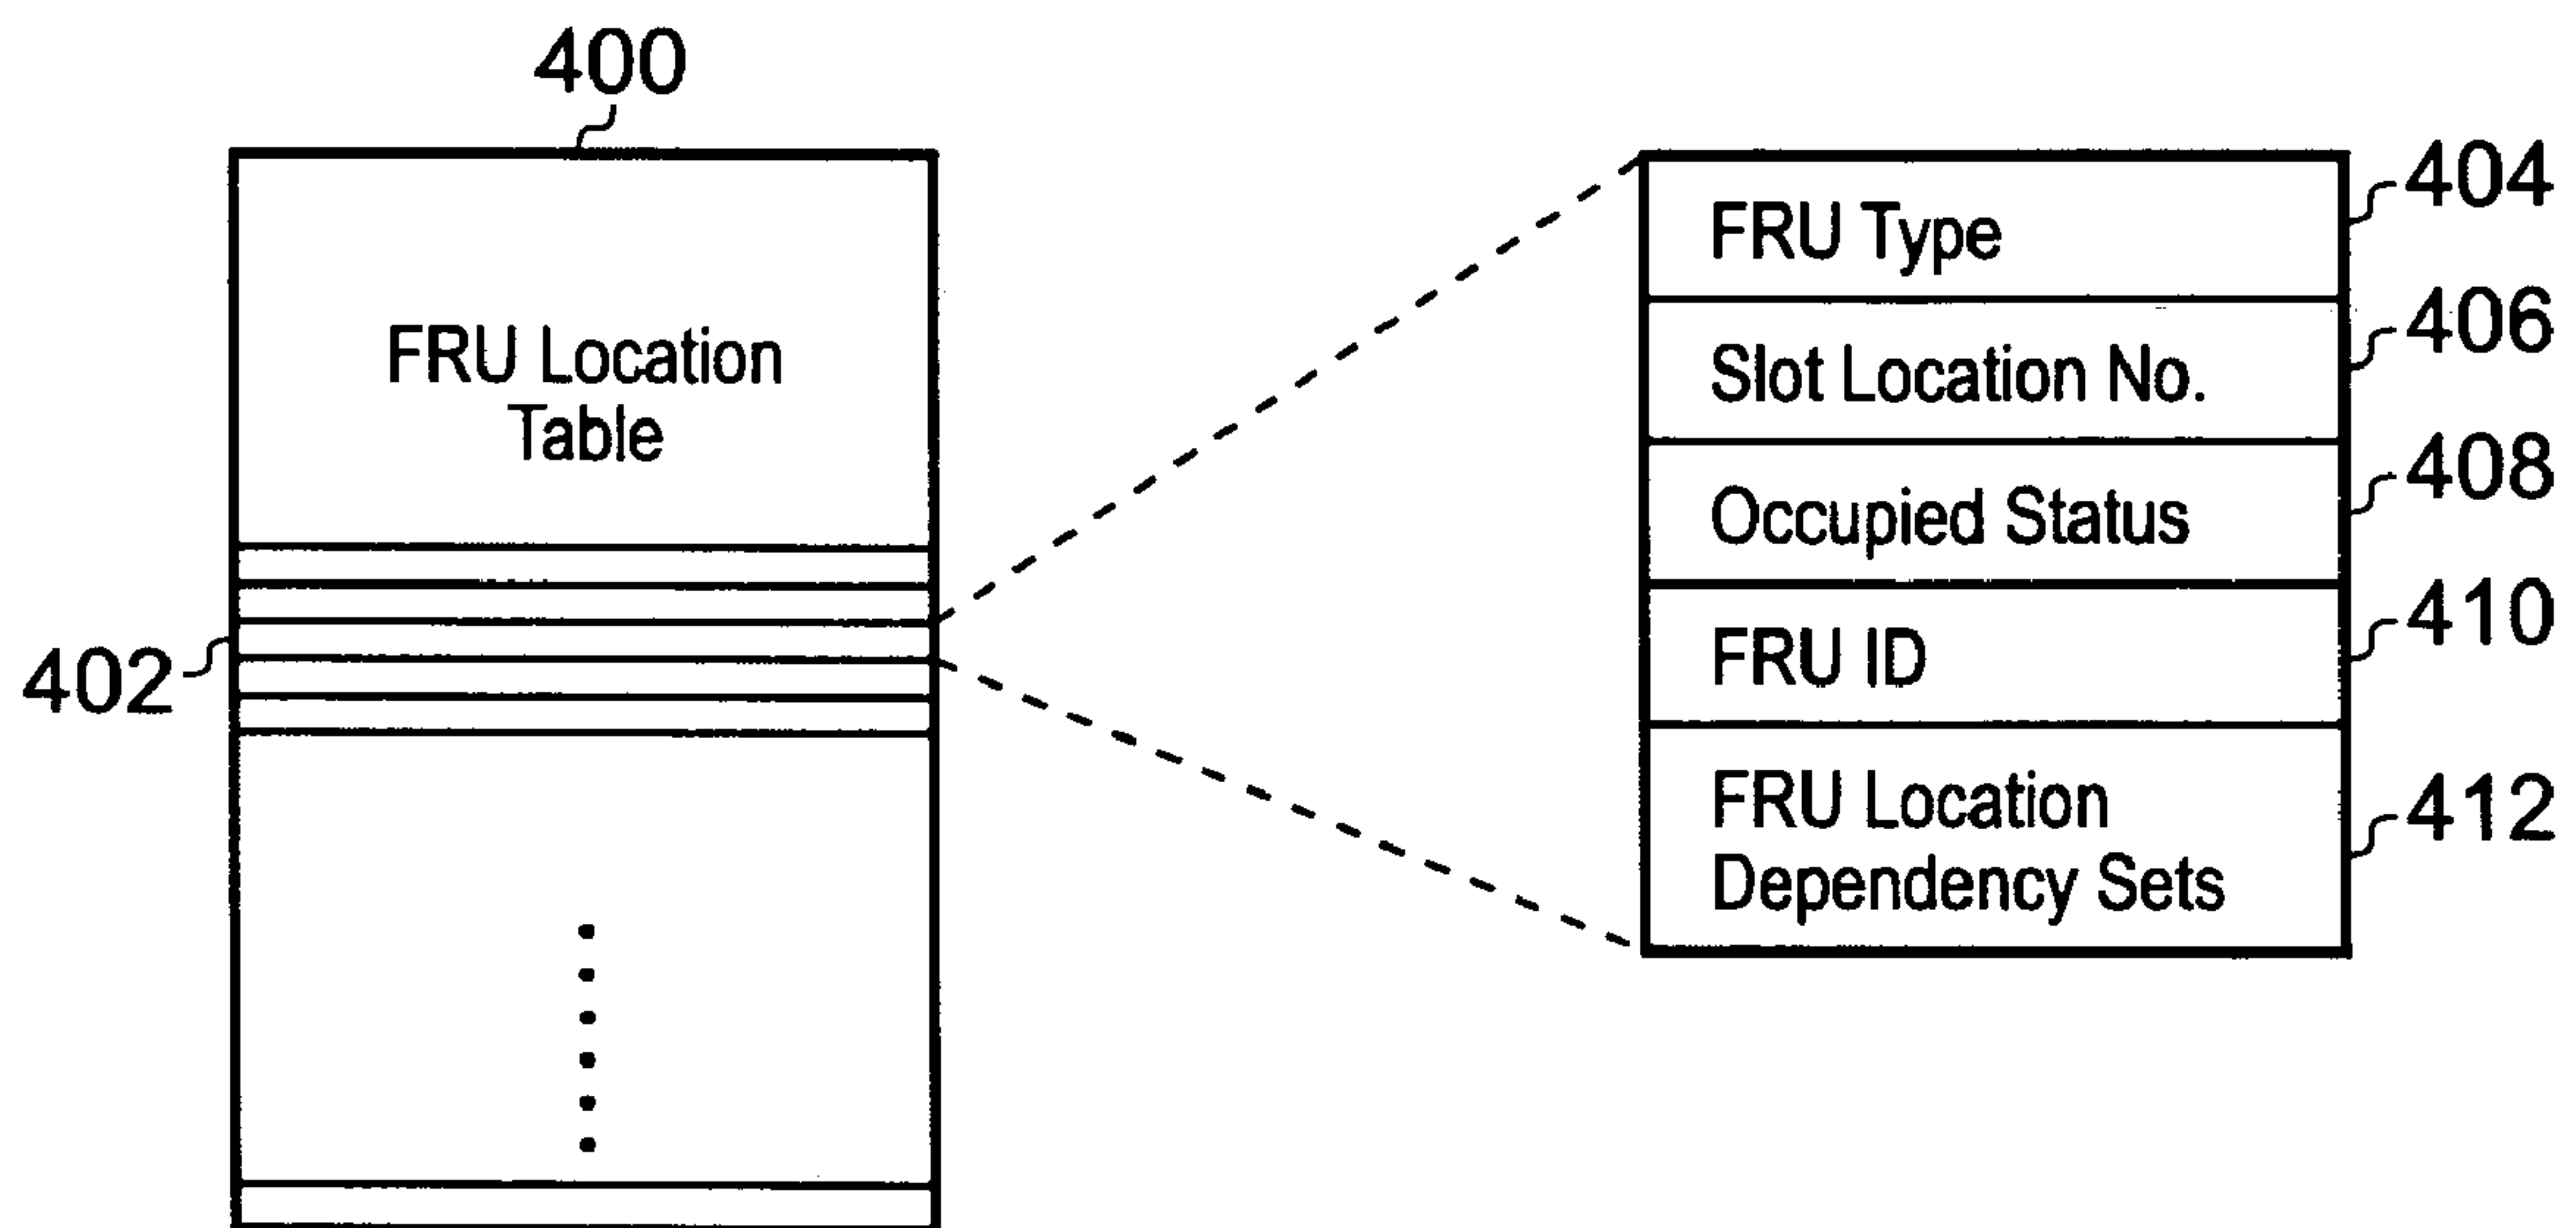 400
FRU Location
Table
402
FRU Type
404
Slot Location No.
406
Occupied Status
408
FRU ID
410
FRU Location
Dependency Sets
412